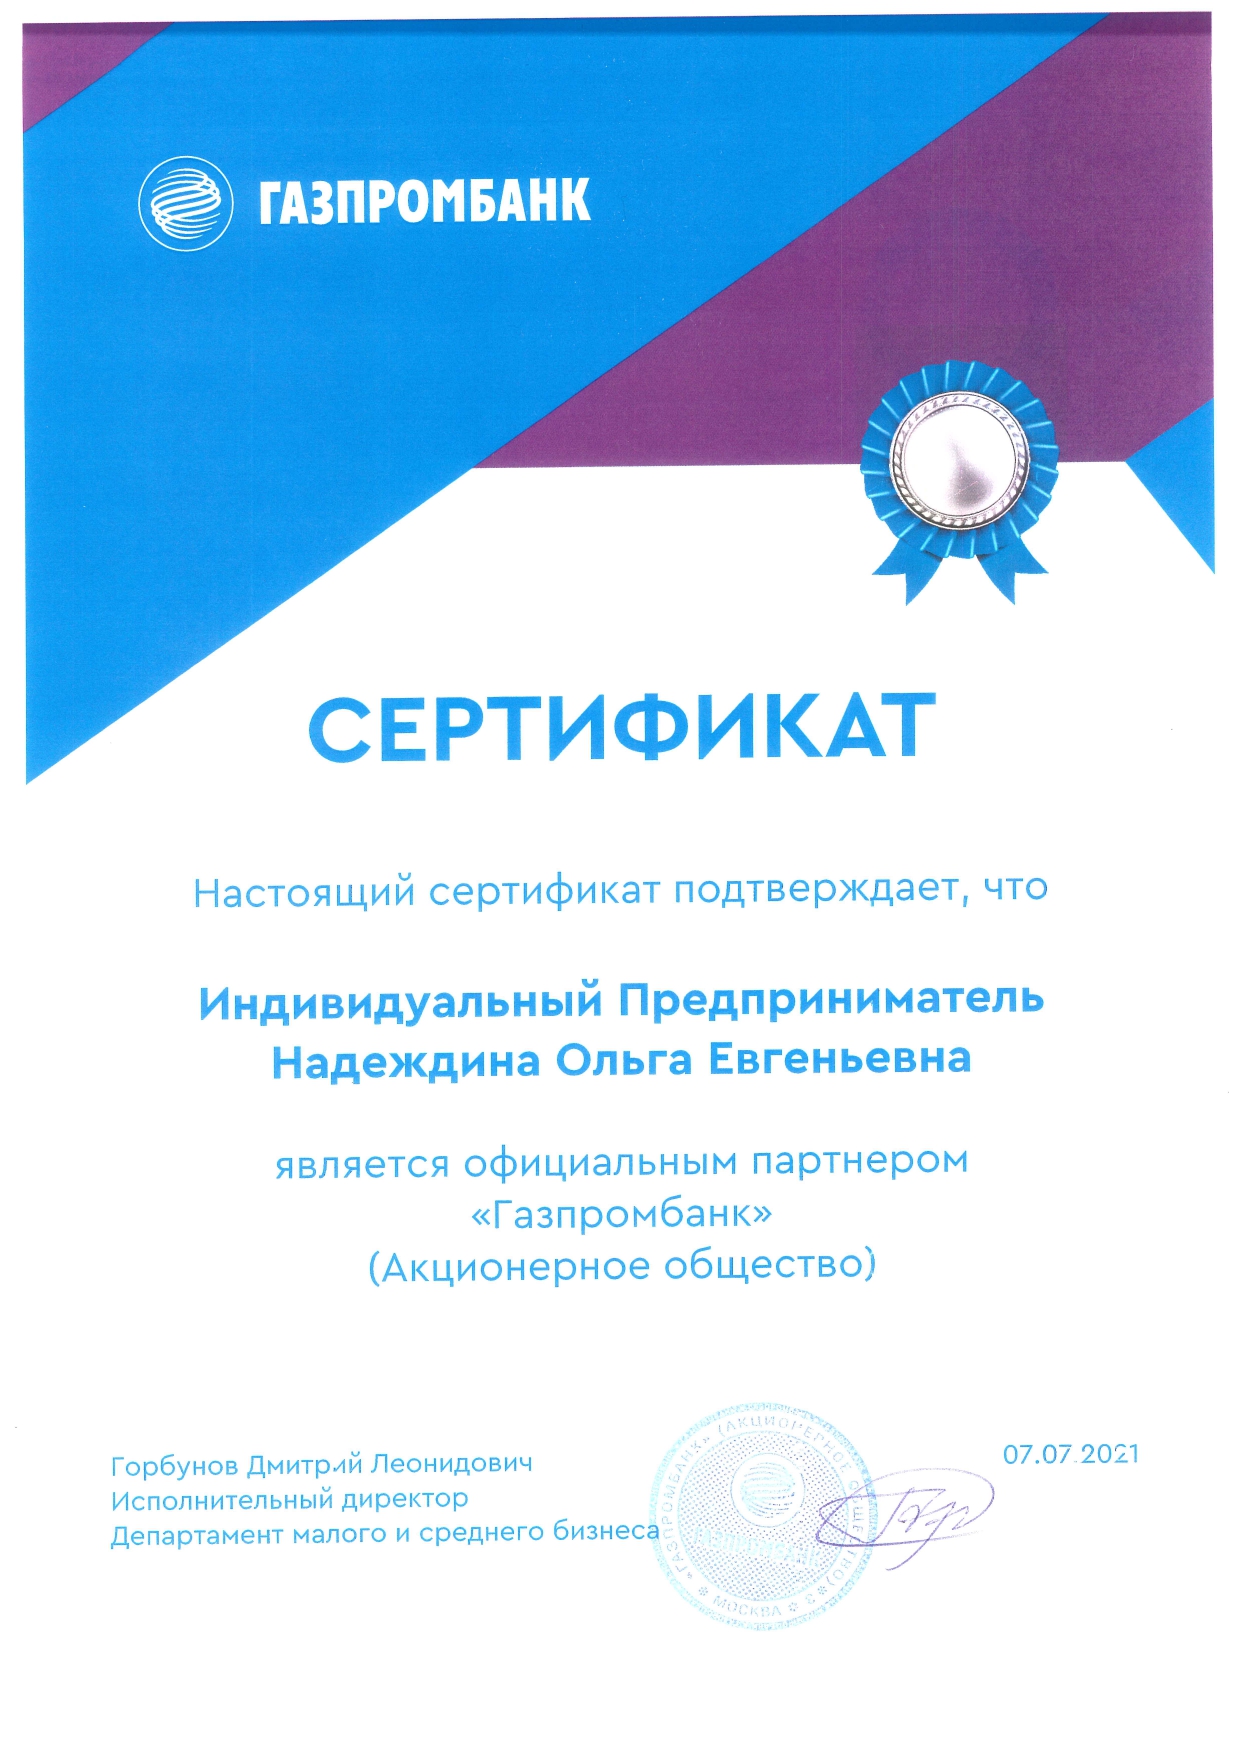 ГАЗПРОМБАНК
СЕРТИФИКАТ
Настоящий сертификат подтверждает, что
Индивидуальный Предприниматель
Надеждина Ольга Евгеньевна
является официальным партнером
«Газпромбанк»
(Акционерное общество)
07.07.2021
Горбунов Дмитрий Леонидович
Исполнительный директор
Департамент малого и среднего бизнеса
«ГАЗПРОМБАНК» (АКЦИОНЕРНОЕ ОБЩЕСТВО)
ГАЗПРОМБАНК
МОСКВА